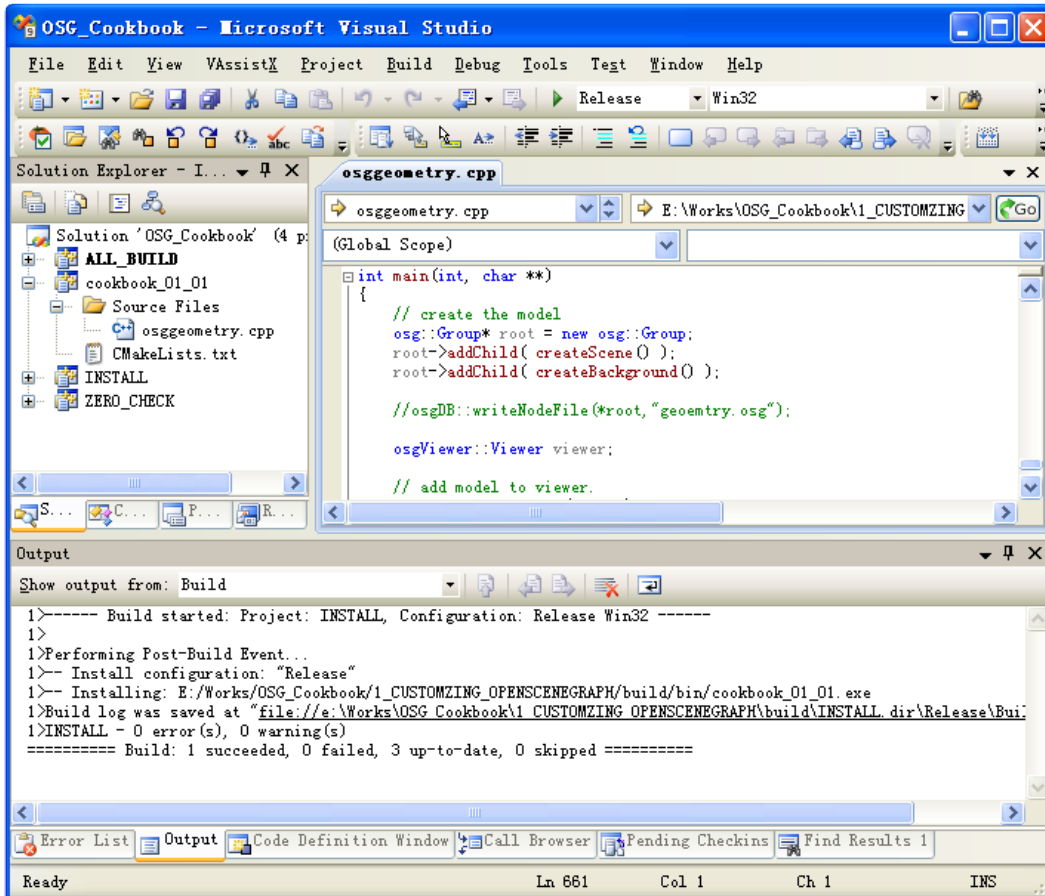 OSG_Cookbook - Microsoft Visual Studio
File Edit View VAssistX Project Build Debug Tools Test Window Help
Release Win32
abc
Solution Explorer - I...
Solution 'OSG_Cookbook' (4 p
ALL_BUILD
cookbook_01_01
Source Files
osggeometry.cpp
CMakeLists.txt
INSTALL
ZERO_CHECK
S... C... P... R...
osggeometry.cpp
osggeometry.cpp E:\Works\OSG_Cookbook\1_CUSTOMZING Go
(Global Scope)
int main(int, char **)
{
// create the model
osg::Group* root = new osg::Group;
root->addChild( createScene() );
root->addChild( createBackground() );
//osgDB::writeNodeFile(*root,"geoemtry.osg");
osgViewer::Viewer viewer;
// add model to viewer.
Output
Show output from: Build
1>------ Build started: Project: INSTALL, Configuration: Release Win32 ------
1>
1>Performing Post-Build Event...
1>-- Install configuration: "Release"
1>-- Installing: E:/Works/OSG_Cookbook/1_CUSTOMZING_OPENSCENEGRAPH/build/bin/cookbook_01_01.exe
1>Build log was saved at "file://e:\Works\OSG_Cookbook\1_CUSTOMZING_OPENSCENEGRAPH\build\INSTALL.dir\Release\Bui
1>INSTALL - 0 error(s), 0 warning(s)
========== Build: 1 succeeded, 0 failed, 3 up-to-date, 0 skipped ==========
Error List Output Code Definition Window Call Browser Pending Checkins Find Results 1
Ready Ln 661 Col 1 Ch 1 INS